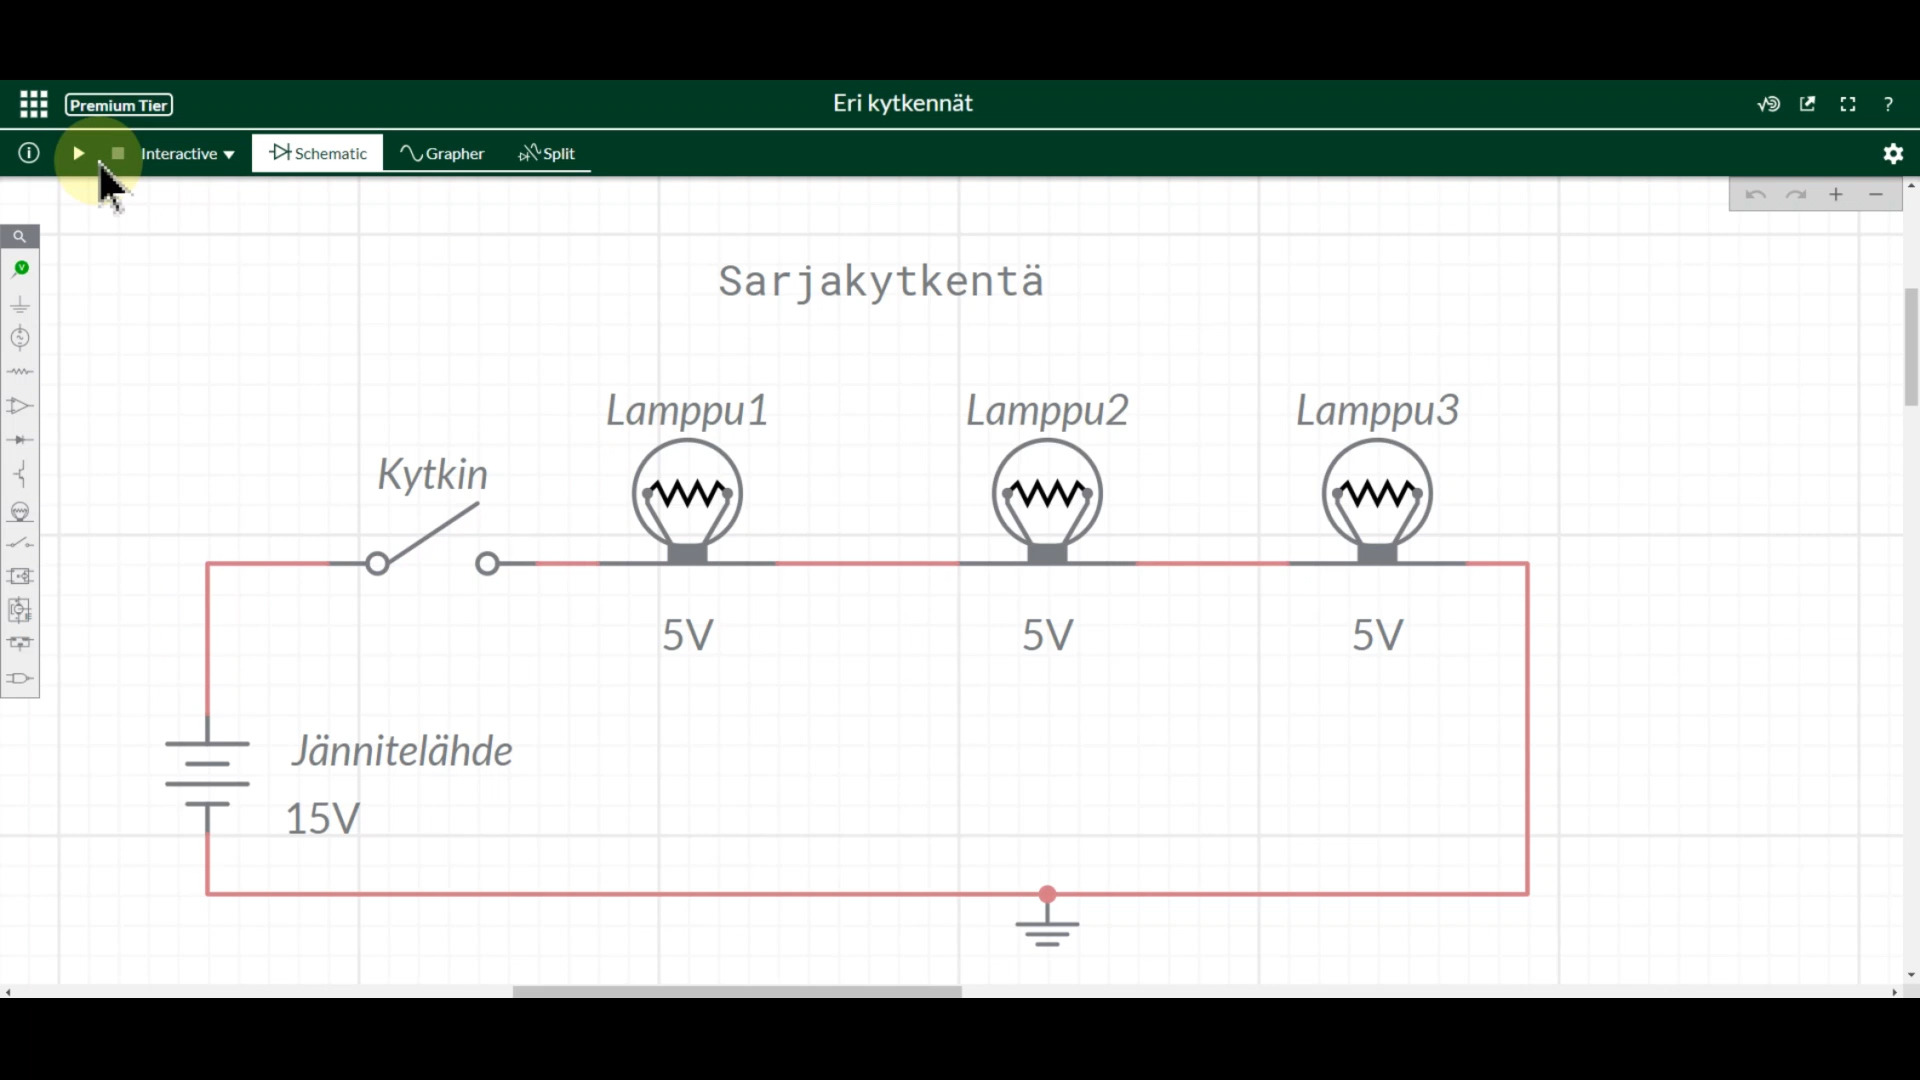 Premium Tier
Eri kytkennät
?
i
Interactive
Schematic
Grapher
Split
V
Sarjakytkentä
Lamppu1
Lamppu2
Lamppu3
Kytkin
5V
5V
5V
Jännitelähde
15V